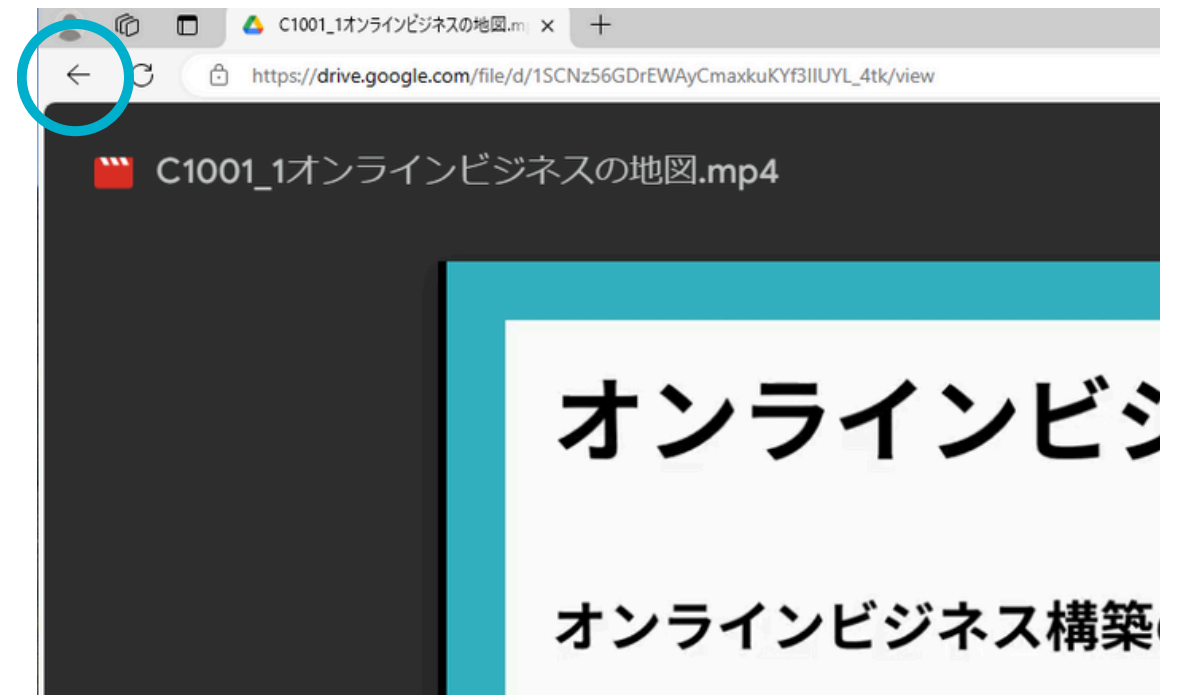 C1001_1オンラインビジネスの地図.m
https://drive.google.com/file/d/1SCNz56GDrEWAyCmaxkuKYf3IIUYL_4tk/view
C1001_1オンラインビジネスの地図.mp4
オンラインビジ
オンラインビジネス構築